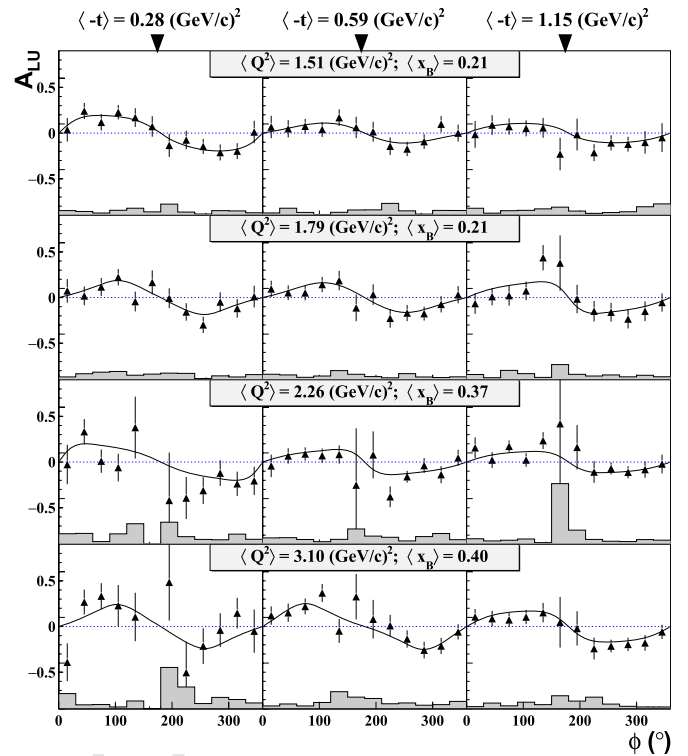 ⟨ -t⟩ = 0.28 (GeV/c)² ⟨ -t⟩ = 0.59 (GeV/c)² ⟨ -t⟩ = 1.15 (GeV/c)²
A_LU
⟨ Q²⟩ = 1.51 (GeV/c)²; ⟨ x_B⟩ = 0.21
0.5
0
−0.5
⟨ Q²⟩ = 1.79 (GeV/c)²; ⟨ x_B⟩ = 0.21
0.5
0
−0.5
⟨ Q²⟩ = 2.26 (GeV/c)²; ⟨ x_B⟩ = 0.37
0.5
0
−0.5
⟨ Q²⟩ = 3.10 (GeV/c)²; ⟨ x_B⟩ = 0.40
0.5
0
−0.5
0 100 200 300 0 100 200 300 0 100 200 300
ϕ (°)